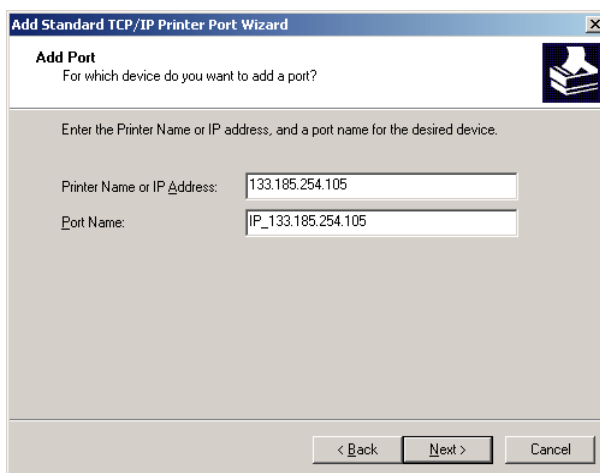 Add Standard TCP/IP Printer Port Wizard
Add Port
For which device do you want to add a port?
Enter the Printer Name or IP address, and a port name for the desired device.
Printer Name or IP Address: 133.185.254.105
Port Name: IP_133.185.254.105
< Back Next > Cancel